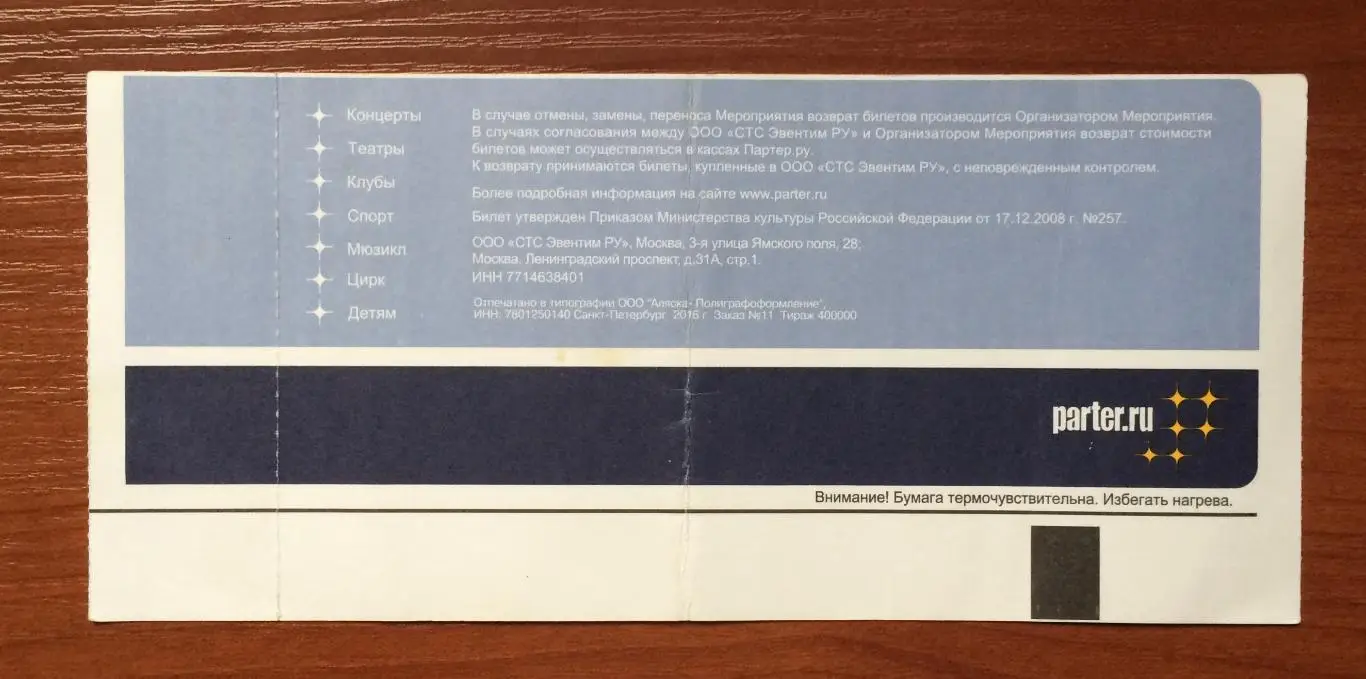 Концерты
Театры
Клубы
Спорт
Мюзикл
Цирк
Детям
В случае отмены, замены, переноса Мероприятия возврат билетов производится Организатором Мероприятия.
В случаях согласования между ООО «СТС Эвентим РУ» и Организатором Мероприятия возврат стоимости
билетов может осуществляться в кассах Партер.ру.
К возврату принимаются билеты, купленные в ООО «СТС Эвентим РУ», с неповрежденным контролем.
Более подробная информация на сайте www.parter.ru
Билет утвержден Приказом Министерства культуры Российской Федерации от 17.12.2008 г. №257.
ООО «СТС Эвентим РУ», Москва, 3-я улица Ямского поля, 28;
Москва. Ленинградский проспект, д.31А, стр.1.
ИНН 7714638401
Отпечатано в типографии ООО "Аляска- Полиграфоформление",
ИНН: 7801250140 Санкт-Петербург 2016 г Заказ №11 Тираж 400000
parter.ru
Внимание! Бумага термочувствительна. Избегать нагрева.